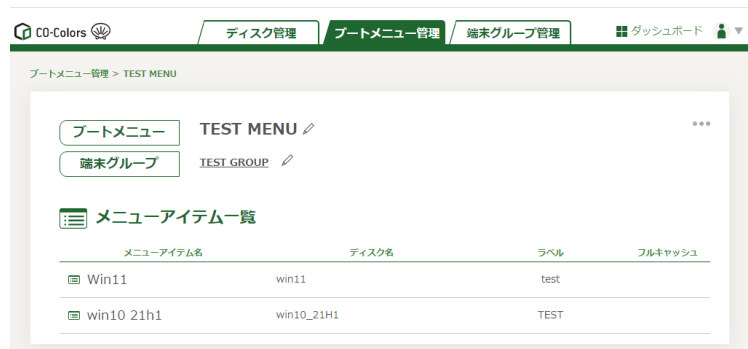 CO-Colors ディスク管理 ブートメニュー管理 端末グループ管理 ダッシュボード
ブートメニュー管理 > TEST MENU
ブートメニュー TEST MENU
端末グループ TEST GROUP
メニューアイテム一覧
メニューアイテム名 ディスク名 ラベル フルキャッシュ
Win11 win11 test
win10 21h1 win10_21H1 TEST